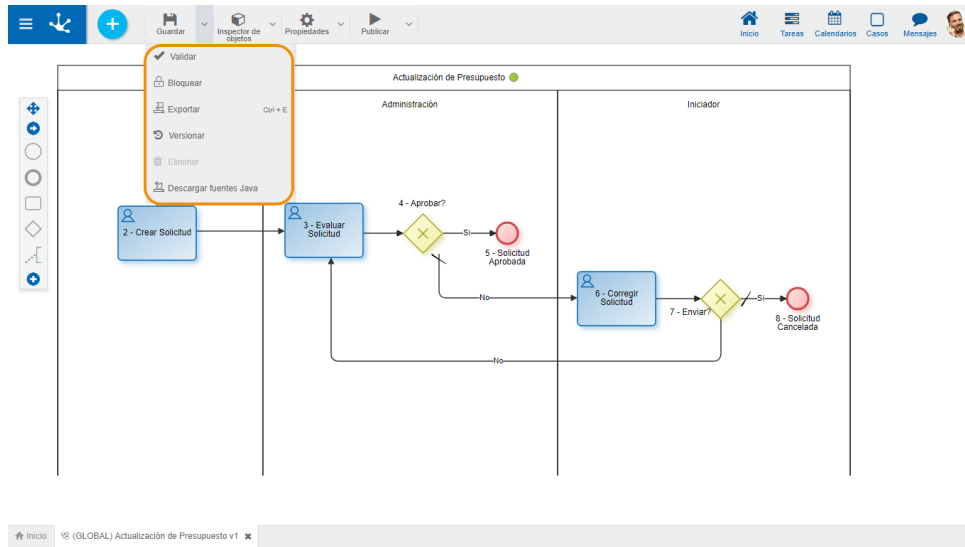 Guardar
Inspector de
objetos
Propiedades
Publicar
Inicio
Tareas
Calendarios
Casos
Mensajes
Validar
Bloquear
Exportar Ctrl + E
Versionar
Eliminar
Descargar fuentes Java
Actualización de Presupuesto
Administración
Iniciador
2 - Crear Solicitud
3 - Evaluar
Solicitud
4 - Aprobar?
Si
5 - Solicitud
Aprobada
No
6 - Corregir
Solicitud
7 - Enviar?
Si
8 - Solicitud
Cancelada
No
Inicio
(GLOBAL) Actualización de Presupuesto v1